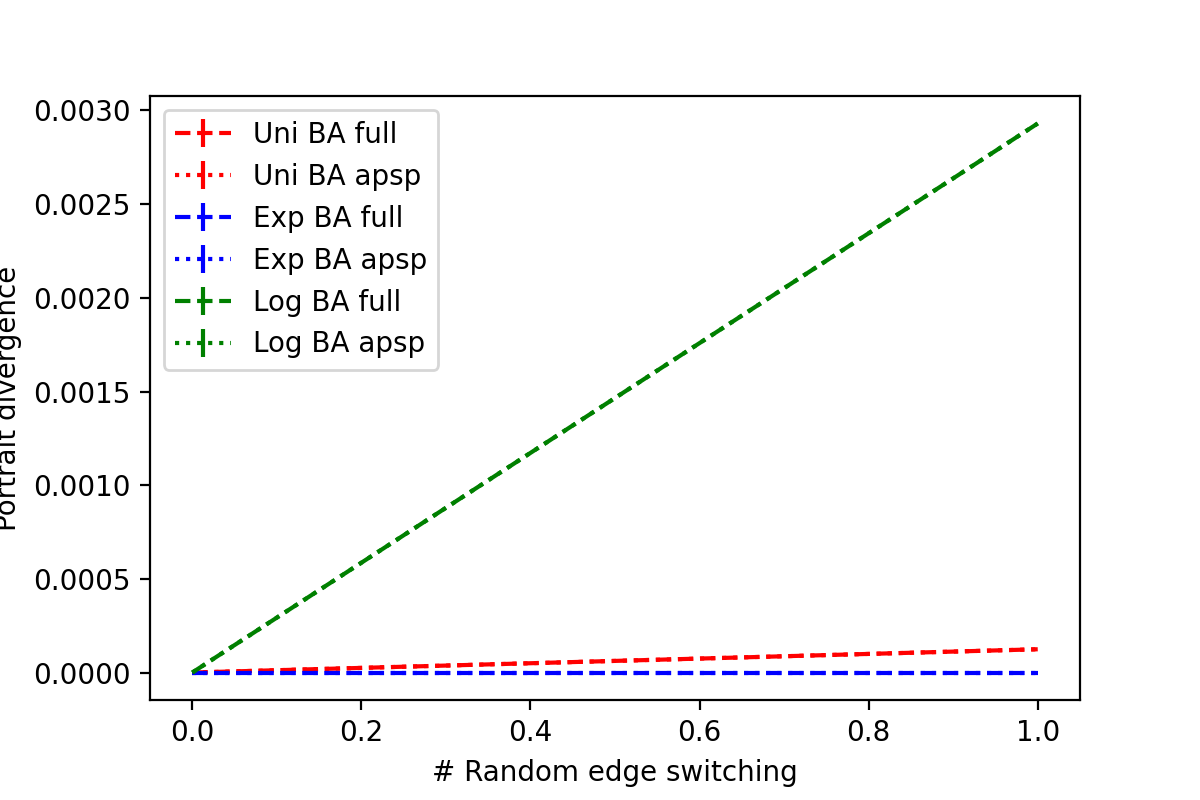 0.0030
0.0025
0.0020
0.0015
0.0010
0.0005
0.0000
Portrait divergence
Uni BA full
Uni BA apsp
Exp BA full
Exp BA apsp
Log BA full
Log BA apsp
0.0 0.2 0.4 0.6 0.8 1.0
# Random edge switching